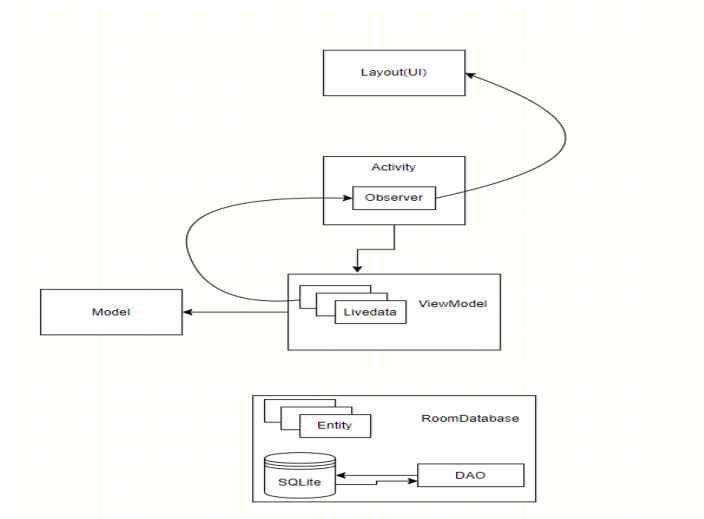 Layout(UI)
Activity
Observer
ViewModel
Livedata
Model
RoomDatabase
Entity
SQLite
DAO